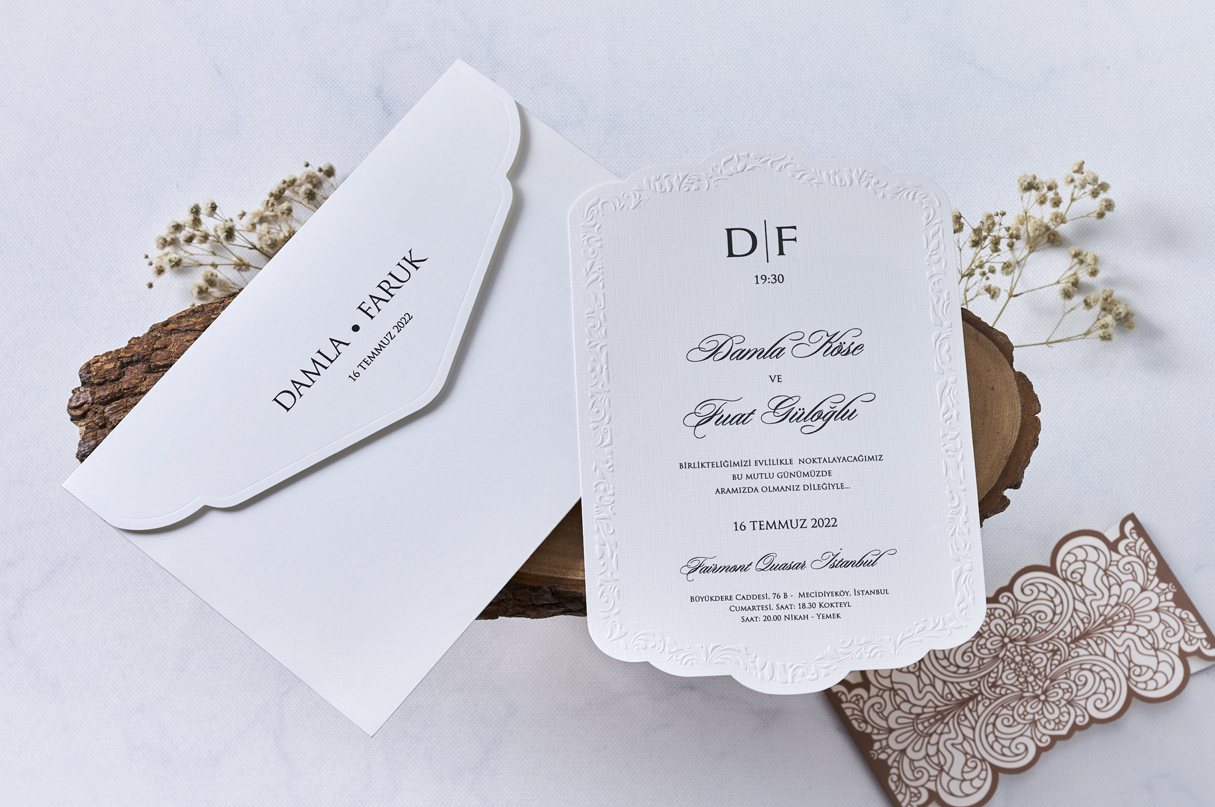 DAMLA • FARUK
16 TEMMUZ 2022
D|F
19:30
Damla Köse
VE
Fuat Güloğlu
BİRLİKTELİĞİMİZİ EVLİLİKLE NOKTALAYACAĞIMIZ
BU MUTLU GÜNÜMÜZDE
ARAMIZDA OLMANIZ DİLEĞİYLE...
16 TEMMUZ 2022
Fairmont Quasar İstanbul
BÜYÜKDERE CADDESİ, 76 B - MECİDİYEKÖY, İSTANBUL
CUMARTESİ, SAAT: 18.30 KOKTEYL
SAAT: 20.00 NİKAH - YEMEK